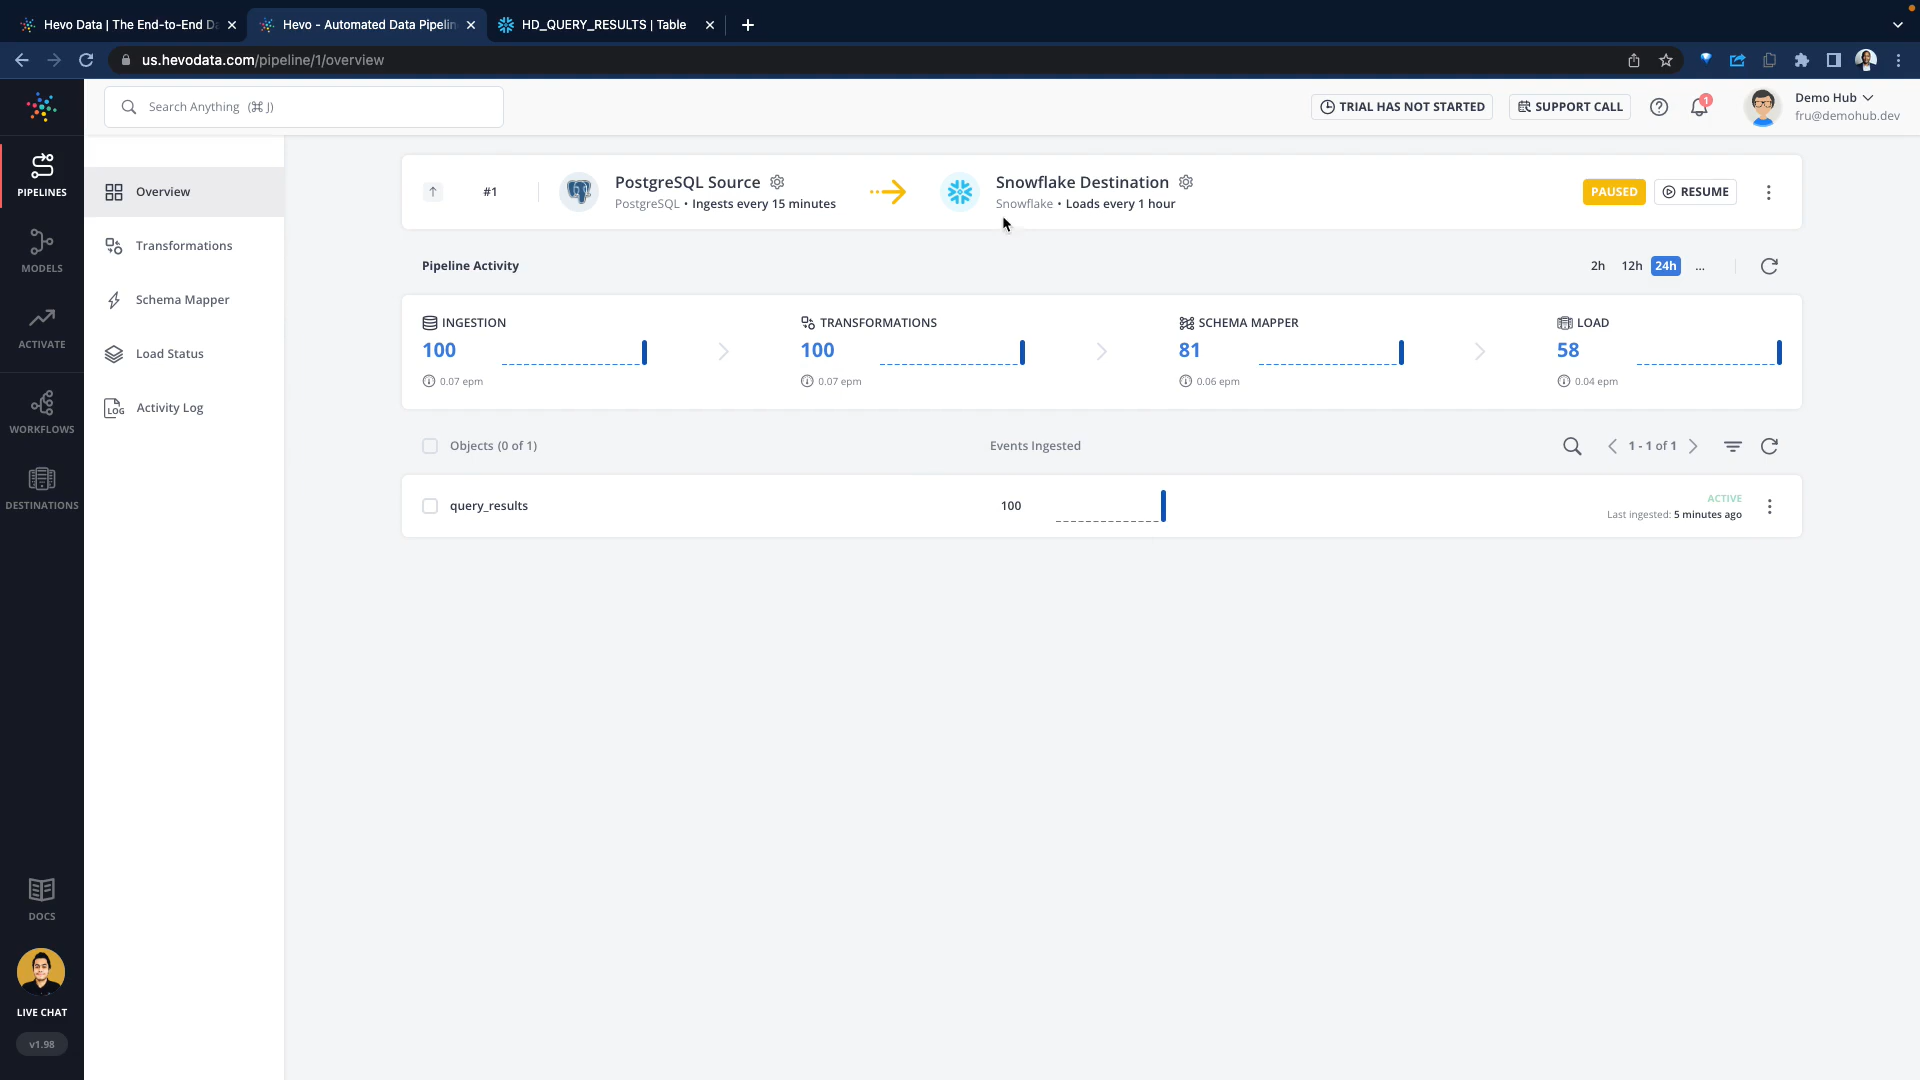 Hevo Data | The End-to-End Da
Hevo - Automated Data Pipelin
HD_QUERY_RESULTS | Table
us.hevodata.com/pipeline/1/overview
Search Anything (⌘ J)
TRIAL HAS NOT STARTED
SUPPORT CALL
1
Demo Hub
fru@demohub.dev
PIPELINES
MODELS
ACTIVATE
WORKFLOWS
DESTINATIONS
DOCS
LIVE CHAT
v1.98
Overview
Transformations
Schema Mapper
Load Status
LOG Activity Log
#1
PostgreSQL Source
PostgreSQL • Ingests every 15 minutes
Snowflake Destination
Snowflake • Loads every 1 hour
PAUSED
RESUME
Pipeline Activity
2h 12h 24h ...
INGESTION
100
0.07 epm
TRANSFORMATIONS
100
0.07 epm
SCHEMA MAPPER
81
0.06 epm
LOAD
58
0.04 epm
Objects (0 of 1)
Events Ingested
1 - 1 of 1
query_results
100
ACTIVE
Last ingested: 5 minutes ago